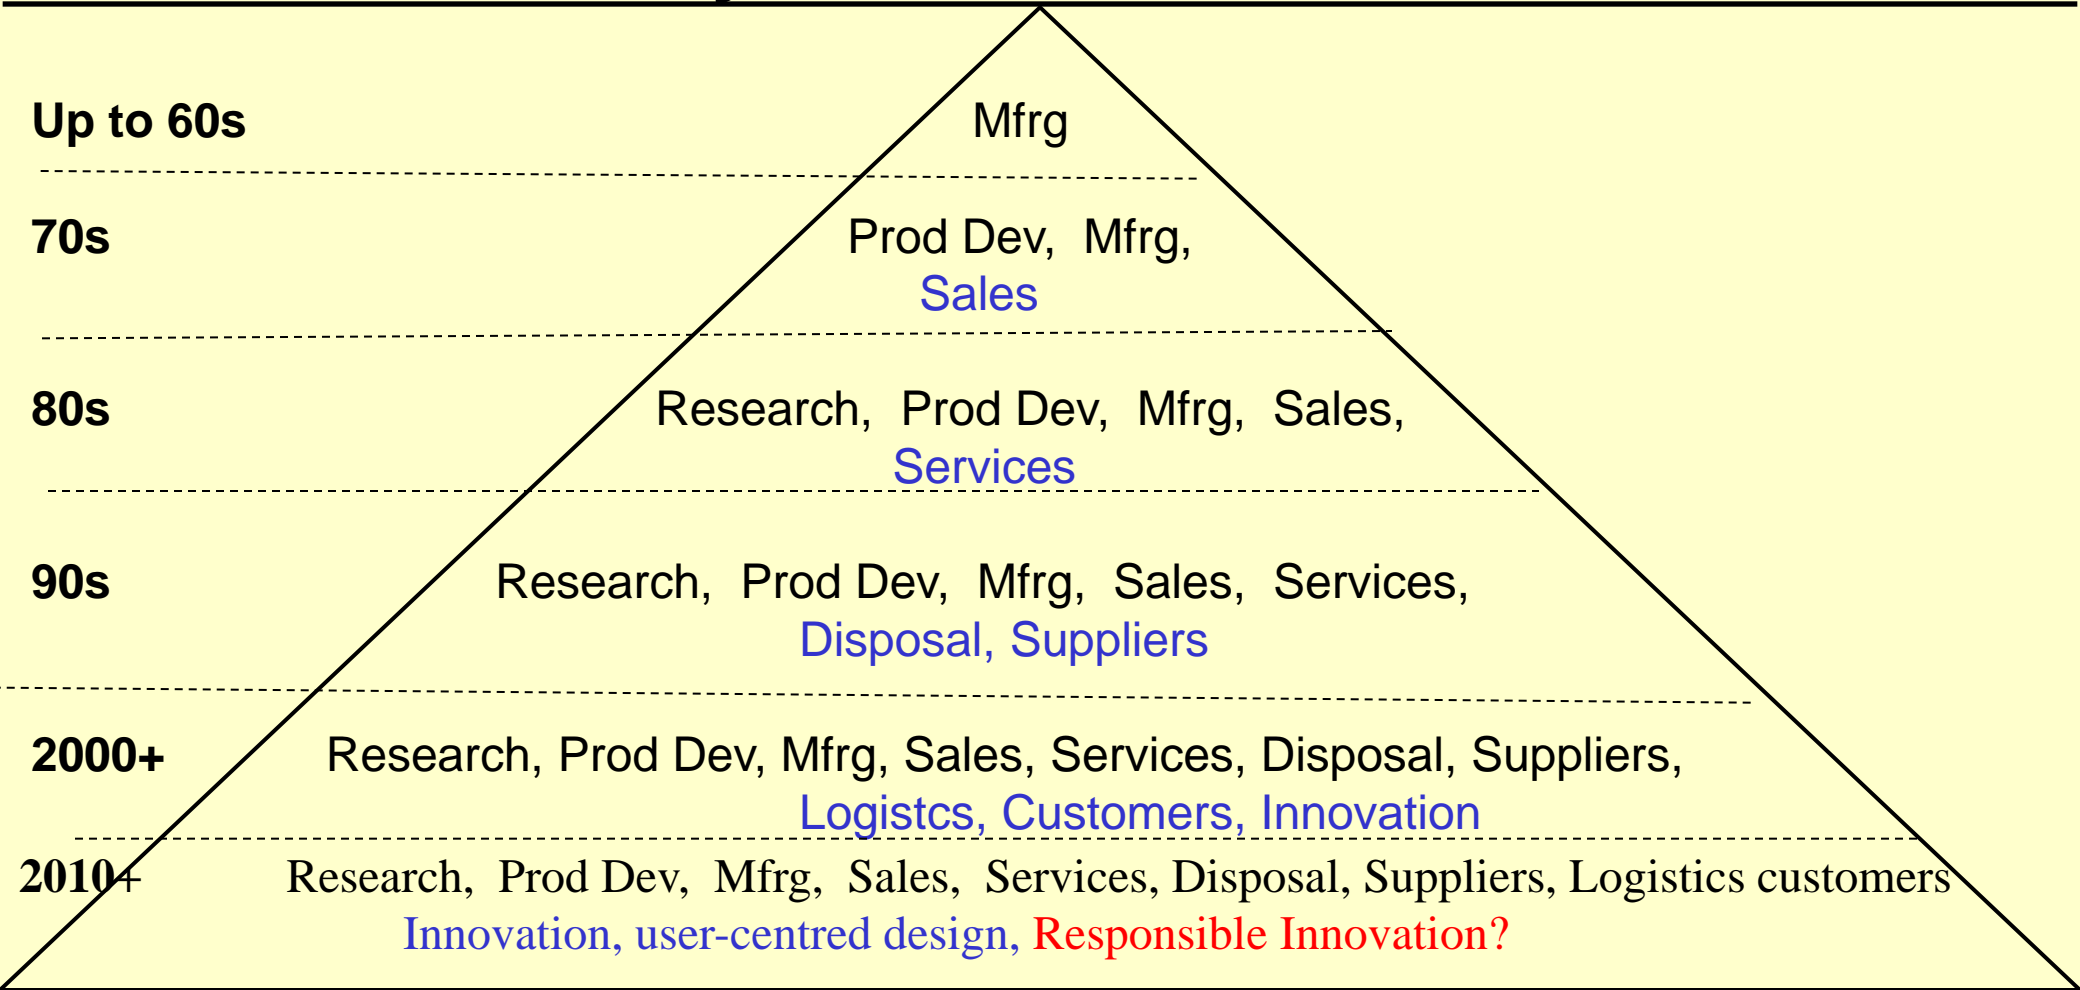 Up to 60s Mfrg
70s Prod Dev, Mfrg,
Sales
80s Research, Prod Dev, Mfrg, Sales,
Services
90s Research, Prod Dev, Mfrg, Sales, Services,
Disposal, Suppliers
2000+ Research, Prod Dev, Mfrg, Sales, Services, Disposal, Suppliers,
Logistcs, Customers, Innovation
2010+ Research, Prod Dev, Mfrg, Sales, Services, Disposal, Suppliers, Logistics customers
Innovation, user-centred design, Responsible Innovation?